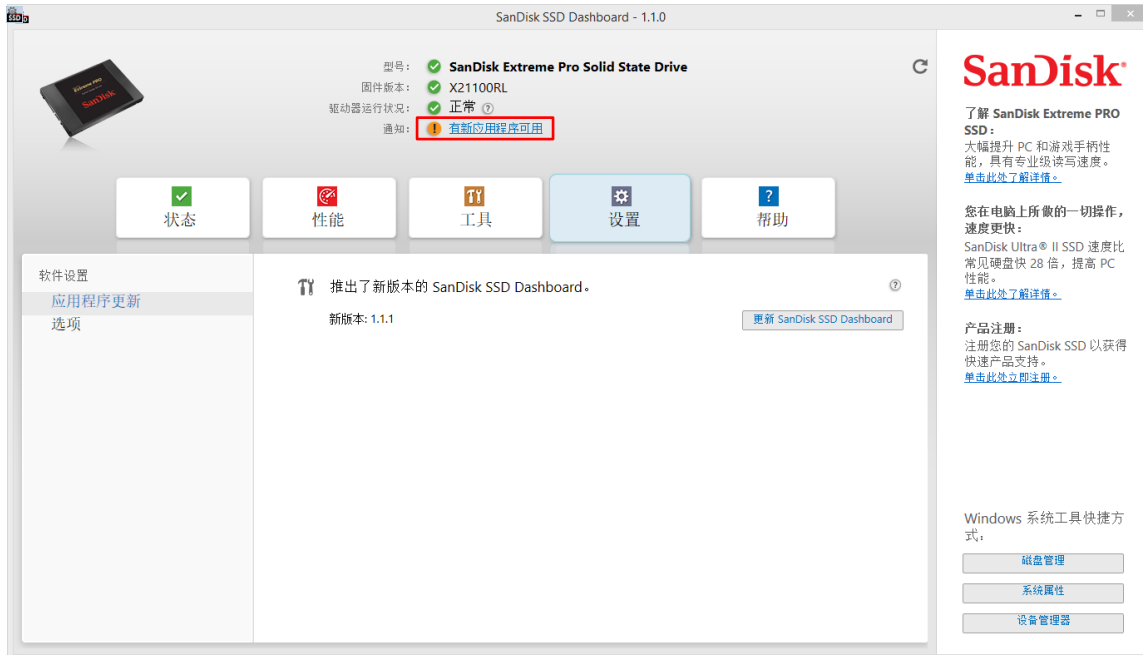 SanDisk SSD Dashboard - 1.1.0
型号: SanDisk Extreme Pro Solid State Drive
固件版本: X21100RL
驱动器运行状况: 正常 ?
通知: ! 有新应用程序可用
状态
性能
工具
设置
? 帮助
软件设置
应用程序更新
选项
推出了新版本的 SanDisk SSD Dashboard。 ?
新版本: 1.1.1
更新 SanDisk SSD Dashboard
SanDisk
了解 SanDisk Extreme PRO
SSD:
大幅提升 PC 和游戏手柄性
能，具有专业级读写速度。
单击此处了解详情。
您在电脑上所做的一切操作，
速度更快:
SanDisk Ultra® II SSD 速度比
常见硬盘快 28 倍，提高 PC
性能。
单击此处了解详情。
产品注册:
注册您的 SanDisk SSD 以获得
快速产品支持。
单击此处立即注册。
Windows 系统工具快捷方
式:
磁盘管理
系统属性
设备管理器